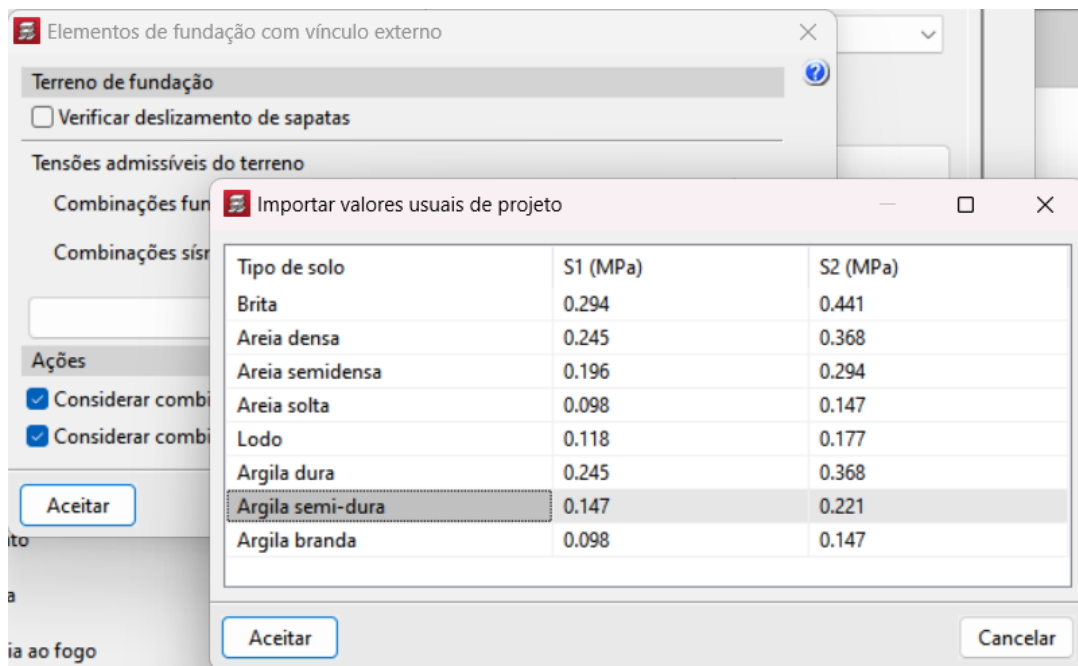 Elementos de fundação com vínculo externo
Terreno de fundação
Verificar deslizamento de sapatas
Tensões admissíveis do terreno
Combinações fun
Combinações sísr
Ações
Considerar combi
Considerar combi
Aceitar
Importar valores usuais de projeto
Tipo de solo S1 (MPa) S2 (MPa)
Brita 0.294 0.441
Areia densa 0.245 0.368
Areia semidensa 0.196 0.294
Areia solta 0.098 0.147
Lodo 0.118 0.177
Argila dura 0.245 0.368
Argila semi-dura 0.147 0.221
Argila branda 0.098 0.147
Aceitar Cancelar
ito
a
ia ao fogo